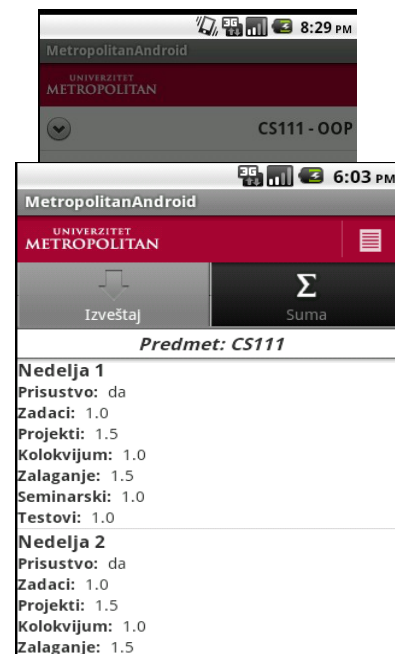 3G 8:29 PM
MetropolitanAndroid
UNIVERZITET
METROPOLITAN
CS111 - OOP
3G 6:03 PM
MetropolitanAndroid
UNIVERZITET
METROPOLITAN
Izveštaj
Σ
Suma
Predmet: CS111
Nedelja 1
Prisustvo: da
Zadaci: 1.0
Projekti: 1.5
Kolokvijum: 1.0
Zalaganje: 1.5
Seminarski: 1.0
Testovi: 1.0
Nedelja 2
Prisustvo: da
Zadaci: 1.0
Projekti: 1.5
Kolokvijum: 1.0
Zalaganje: 1.5